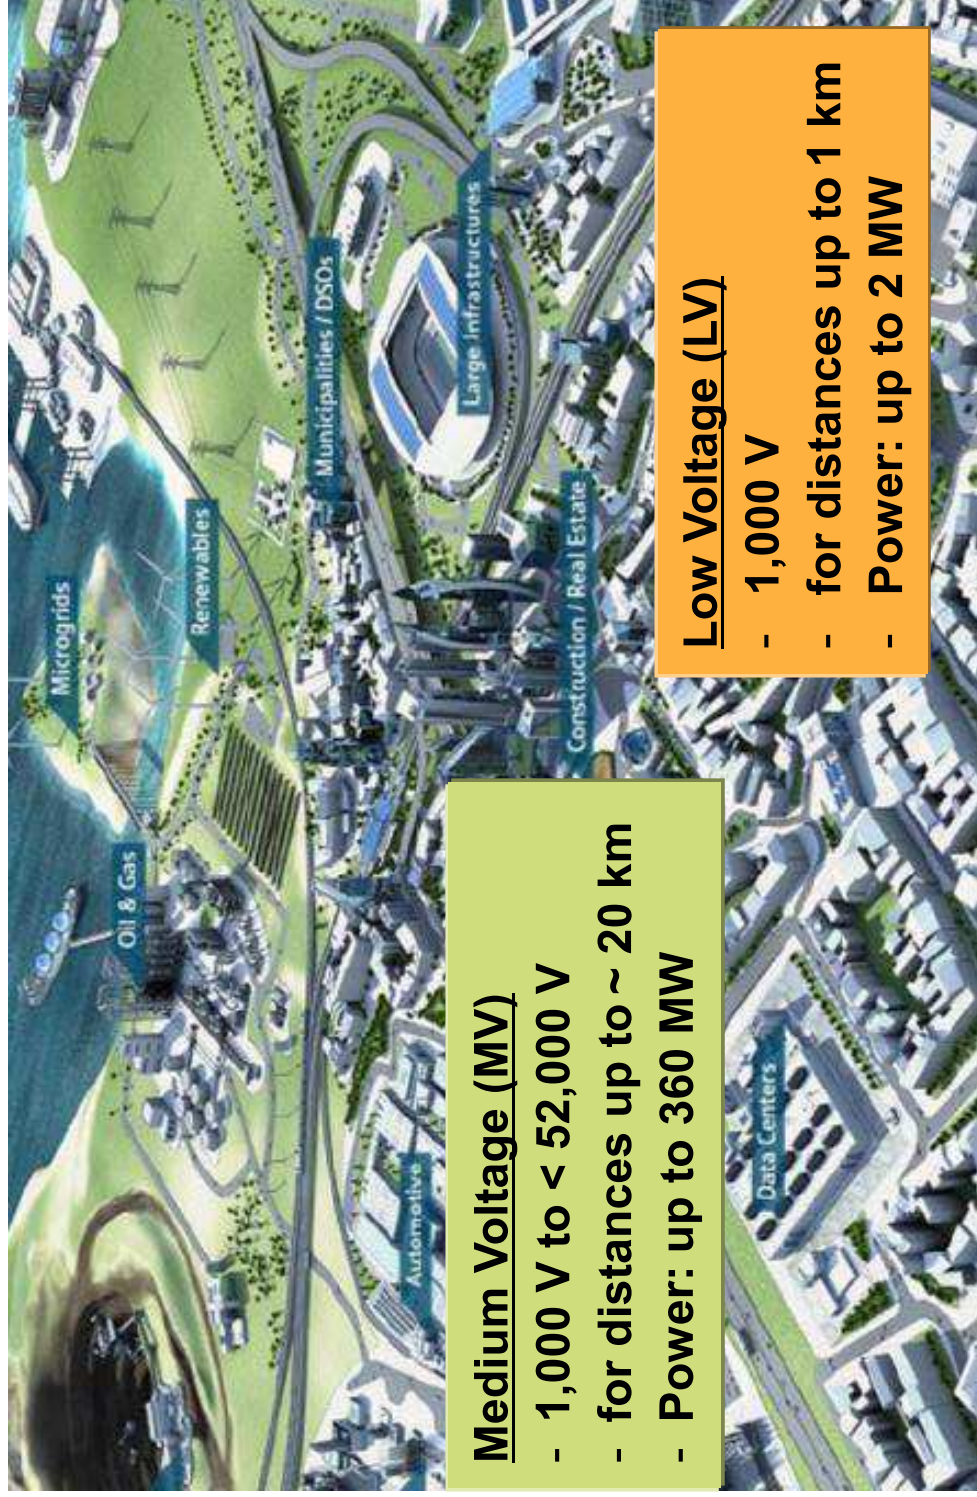 Microgrids
Renewables
Oil & Gas
Municipalities / DSOs
Large Infrastructures
Automotive
Construction / Real Estate
Data Centers
Medium Voltage (MV)
- 1,000 V to < 52,000 V
- for distances up to ~ 20 km
- Power: up to 360 MW
Low Voltage (LV)
- 1,000 V
- for distances up to 1 km
- Power: up to 2 MW